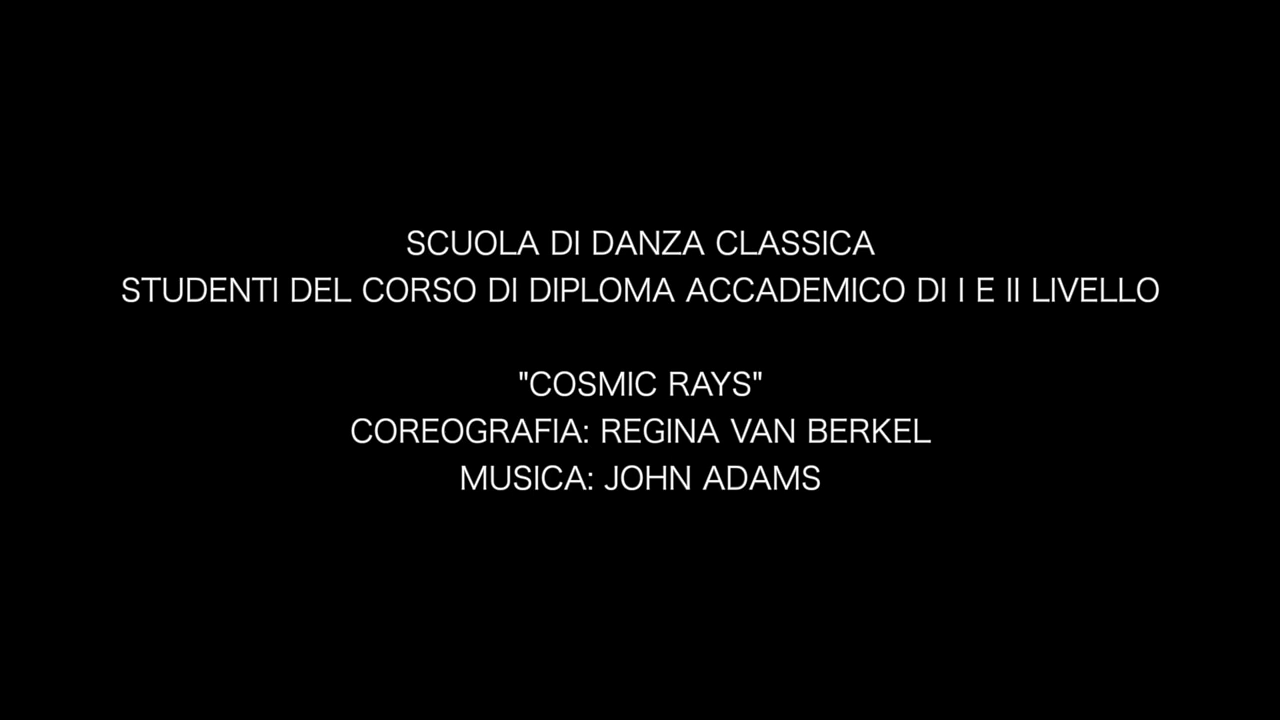 SCUOLA DI DANZA CLASSICA
STUDENTI DEL CORSO DI DIPLOMA ACCADEMICO DI I E II LIVELLO
"COSMIC RAYS"
COREOGRAFIA: REGINA VAN BERKEL
MUSICA: JOHN ADAMS